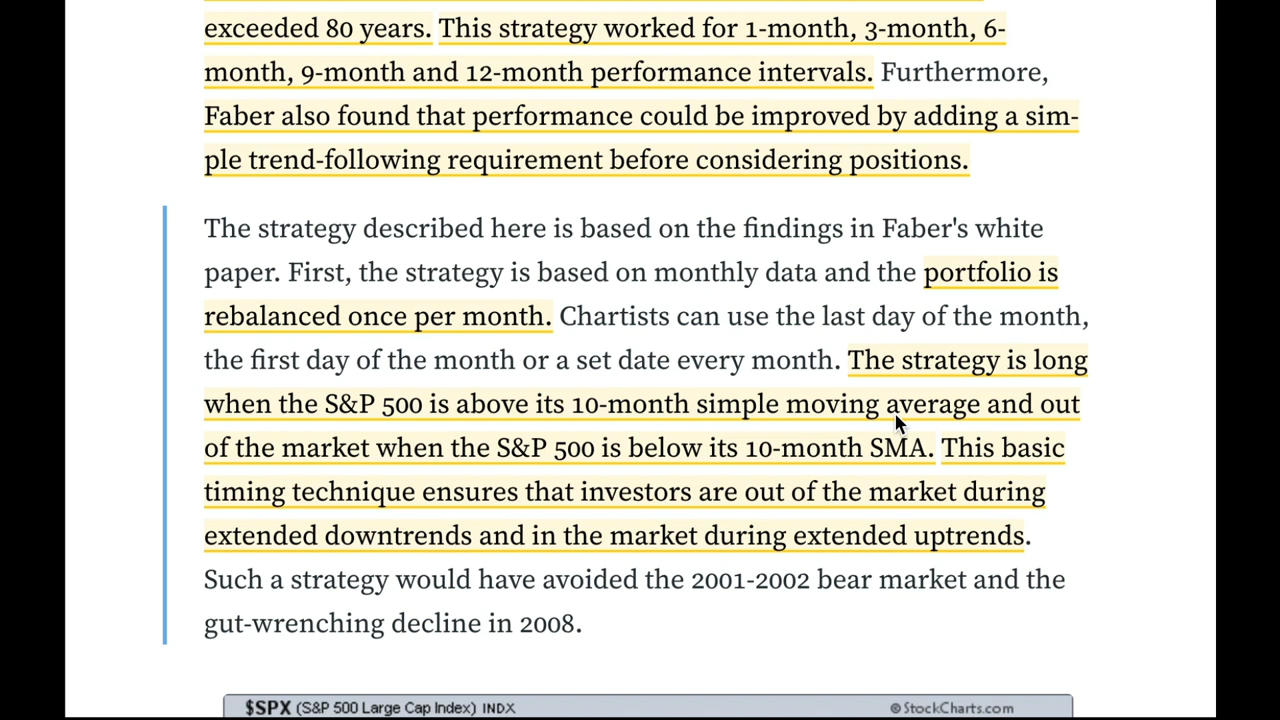 exceeded 80 years. This strategy worked for 1-month, 3-month, 6-
month, 9-month and 12-month performance intervals. Furthermore,
Faber also found that performance could be improved by adding a sim-
ple trend-following requirement before considering positions.
The strategy described here is based on the findings in Faber's white
paper. First, the strategy is based on monthly data and the portfolio is
rebalanced once per month. Chartists can use the last day of the month,
the first day of the month or a set date every month. The strategy is long
when the S&P 500 is above its 10-month simple moving average and out
of the market when the S&P 500 is below its 10-month SMA. This basic
timing technique ensures that investors are out of the market during
extended downtrends and in the market during extended uptrends.
Such a strategy would have avoided the 2001-2002 bear market and the
gut-wrenching decline in 2008.
$SPX (S&P 500 Large Cap Index) INDX ©StockCharts.com